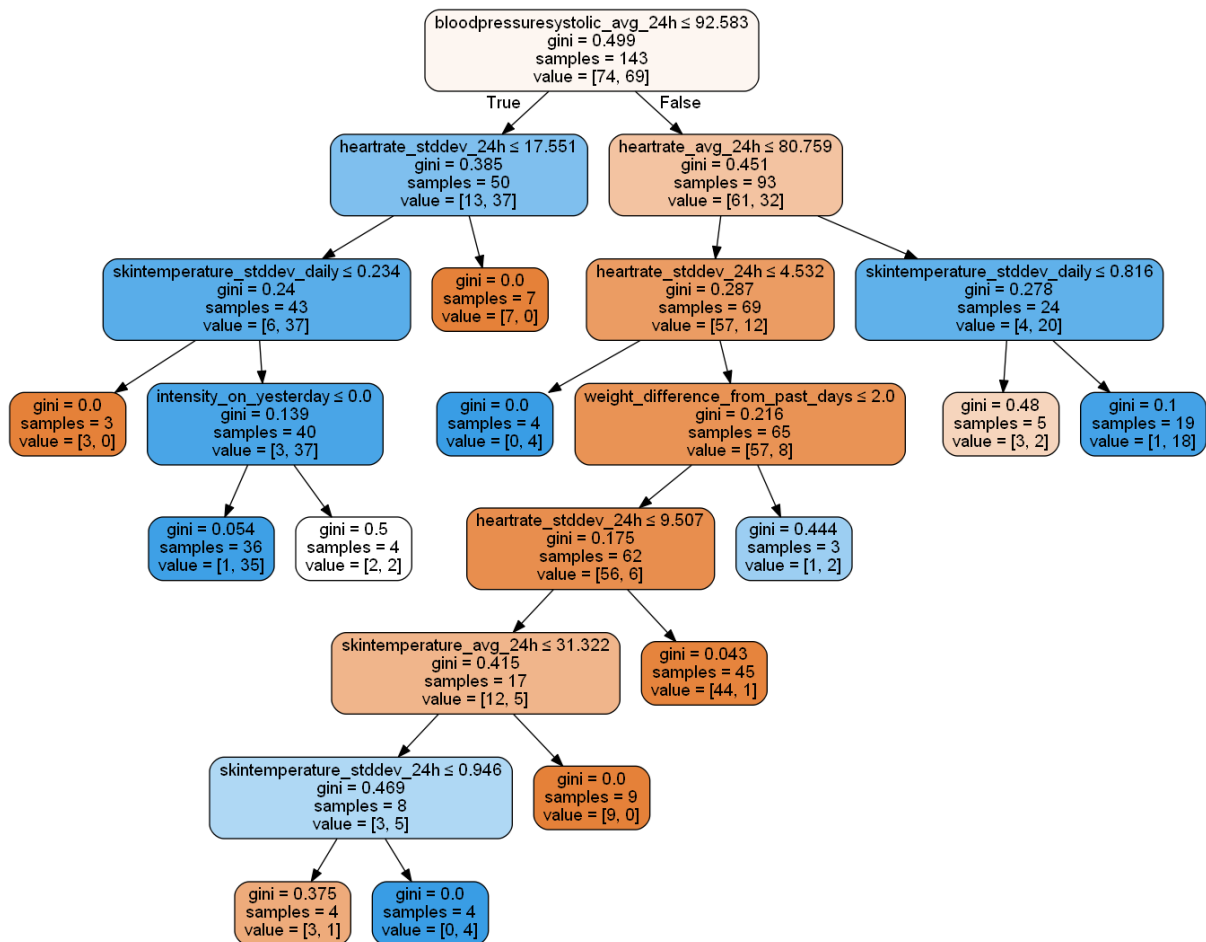 bloodpressuresystolic_avg_24h ≤ 92.583
gini = 0.499
samples = 143
value = [74, 69]
True
False
heartrate_stddev_24h ≤ 17.551
gini = 0.385
samples = 50
value = [13, 37]
heartrate_avg_24h ≤ 80.759
gini = 0.451
samples = 93
value = [61, 32]
skintemperature_stddev_daily ≤ 0.234
gini = 0.24
samples = 43
value = [6, 37]
gini = 0.0
samples = 7
value = [7, 0]
heartrate_stddev_24h ≤ 4.532
gini = 0.287
samples = 69
value = [57, 12]
skintemperature_stddev_daily ≤ 0.816
gini = 0.278
samples = 24
value = [4, 20]
gini = 0.0
samples = 3
value = [3, 0]
intensity_on_yesterday ≤ 0.0
gini = 0.139
samples = 40
value = [3, 37]
gini = 0.0
samples = 4
value = [0, 4]
weight_difference_from_past_days ≤ 2.0
gini = 0.216
samples = 65
value = [57, 8]
gini = 0.48
samples = 5
value = [3, 2]
gini = 0.1
samples = 19
value = [1, 18]
gini = 0.054
samples = 36
value = [1, 35]
gini = 0.5
samples = 4
value = [2, 2]
heartrate_stddev_24h ≤ 9.507
gini = 0.175
samples = 62
value = [56, 6]
gini = 0.444
samples = 3
value = [1, 2]
skintemperature_avg_24h ≤ 31.322
gini = 0.415
samples = 17
value = [12, 5]
gini = 0.043
samples = 45
value = [44, 1]
skintemperature_stddev_24h ≤ 0.946
gini = 0.469
samples = 8
value = [3, 5]
gini = 0.0
samples = 9
value = [9, 0]
gini = 0.375
samples = 4
value = [3, 1]
gini = 0.0
samples = 4
value = [0, 4]